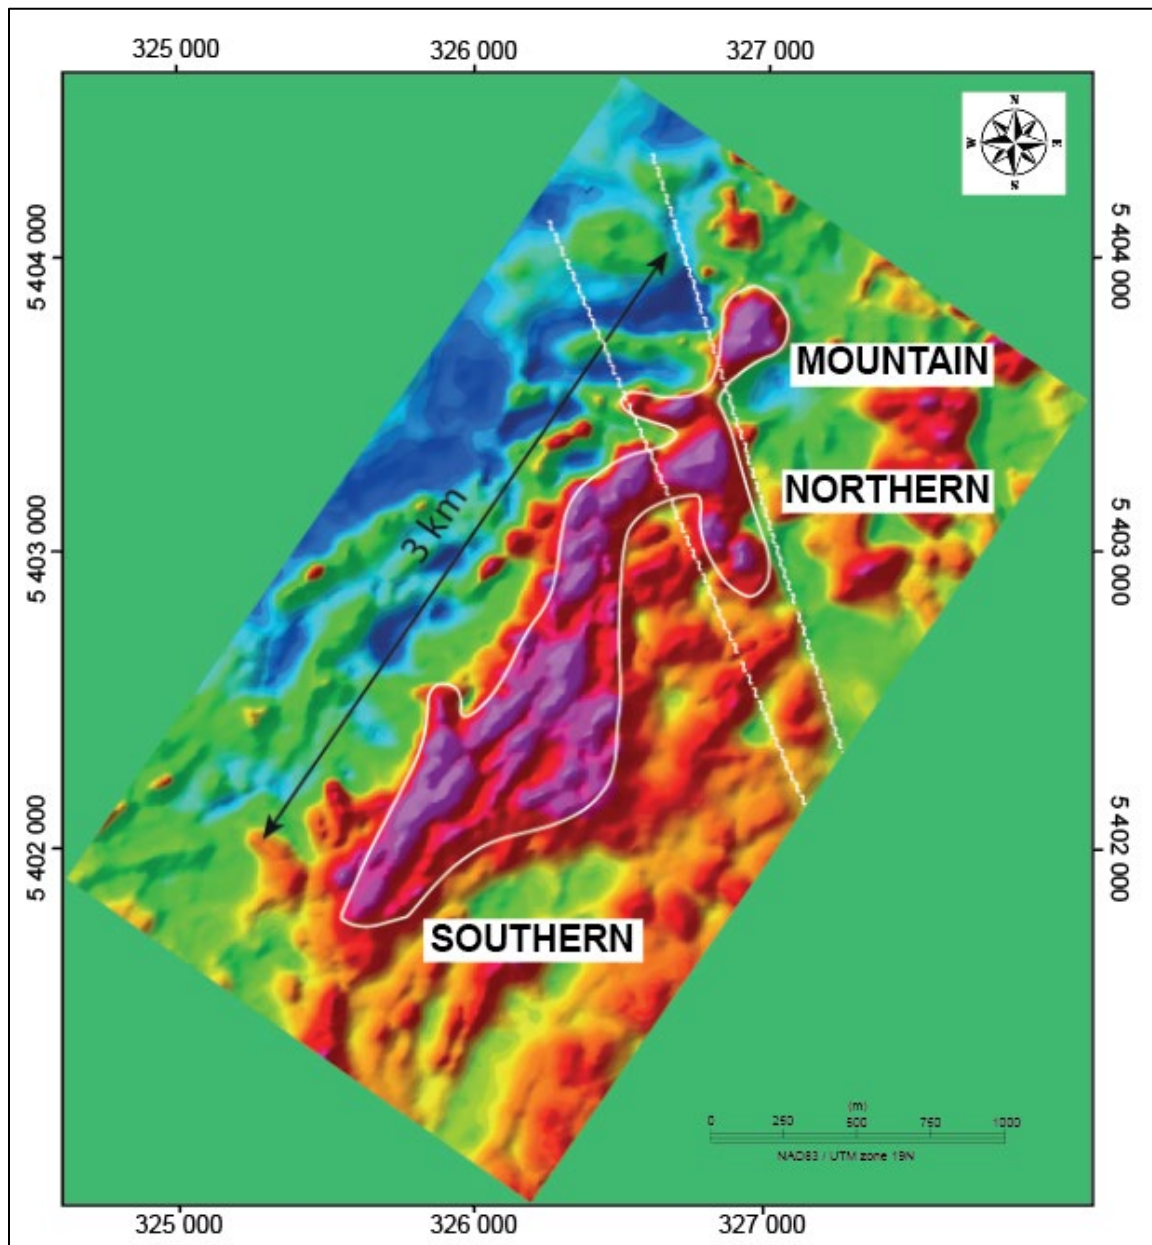 325 000
326 000
327 000
N
W
E
S
5 404 000
5 404 000
MOUNTAIN
NORTHERN
3 km
5 403 000
5 403 000
5 402 000
5 402 000
SOUTHERN
(m)
0 250 500 750 1000
NAD83 / UTM zone 19N
325 000
326 000
327 000